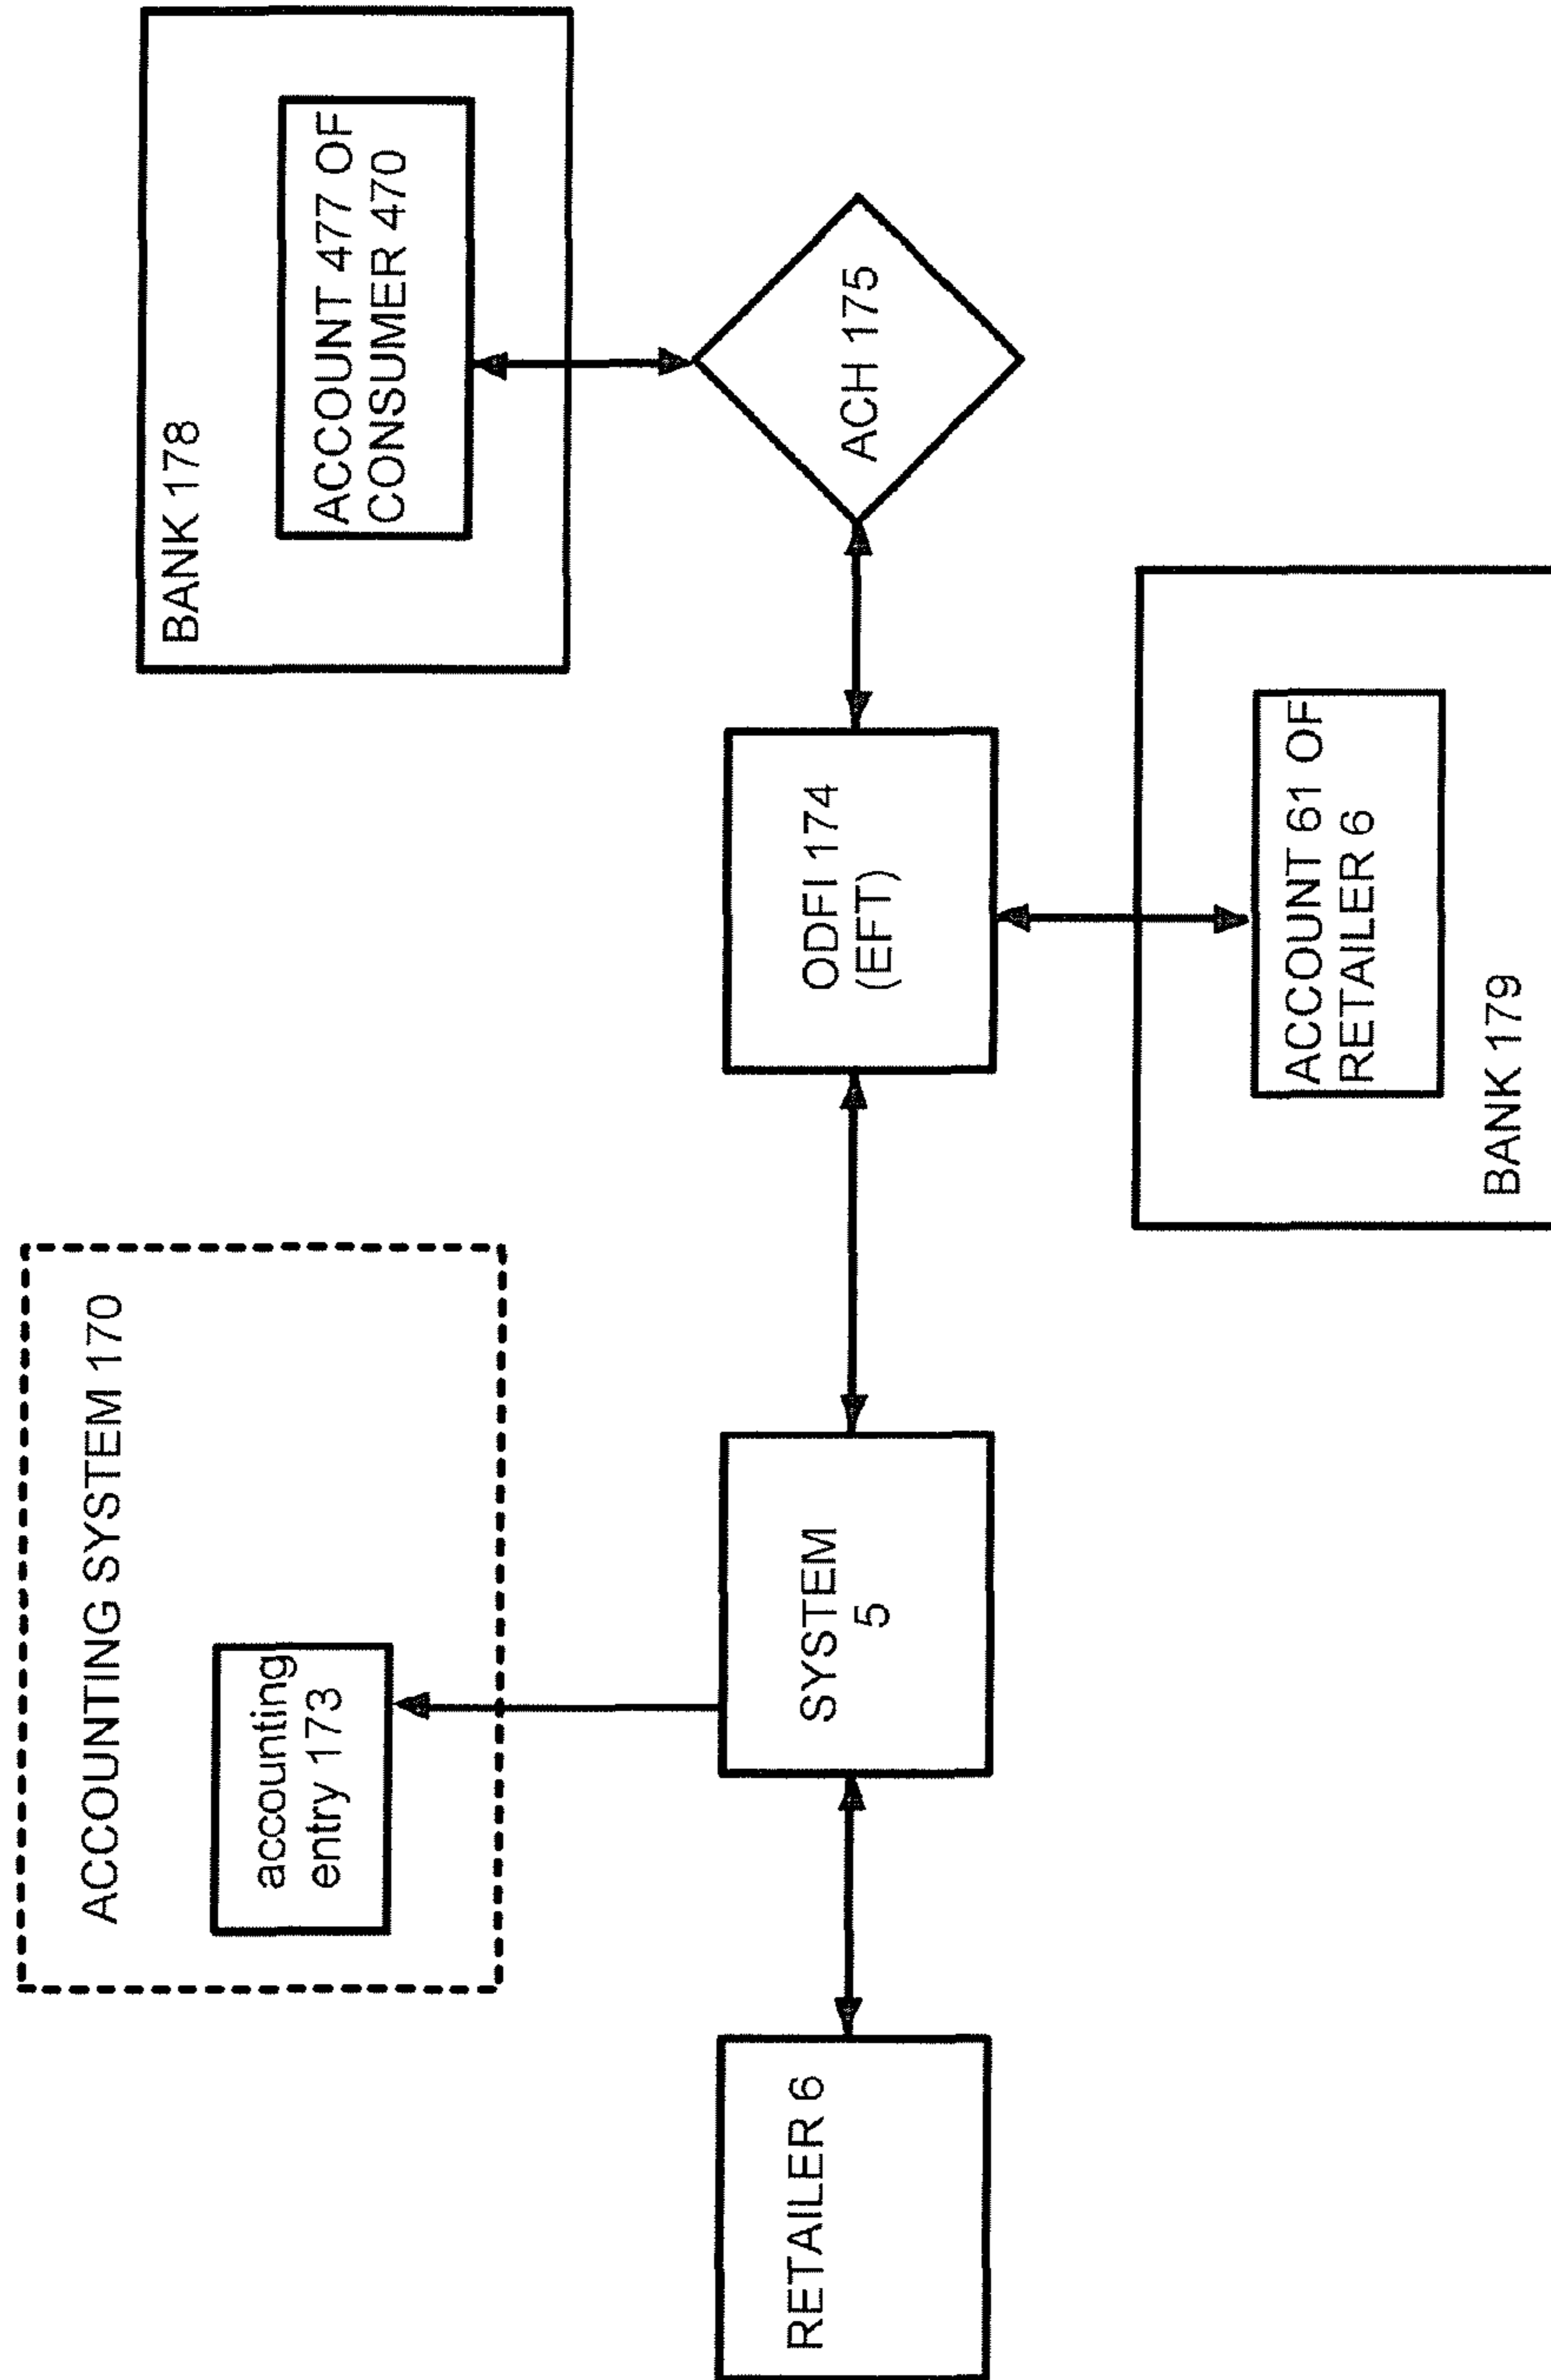 ACCOUNTING SYSTEM 170
accounting
entry 173
BANK 178
ACCOUNT 477 OF
CONSUMER 470
RETAILER 6
SYSTEM
5
ODFI 174
(EFT)
ACH 175
ACCOUNT 61 OF
RETAILER 6
BANK 179